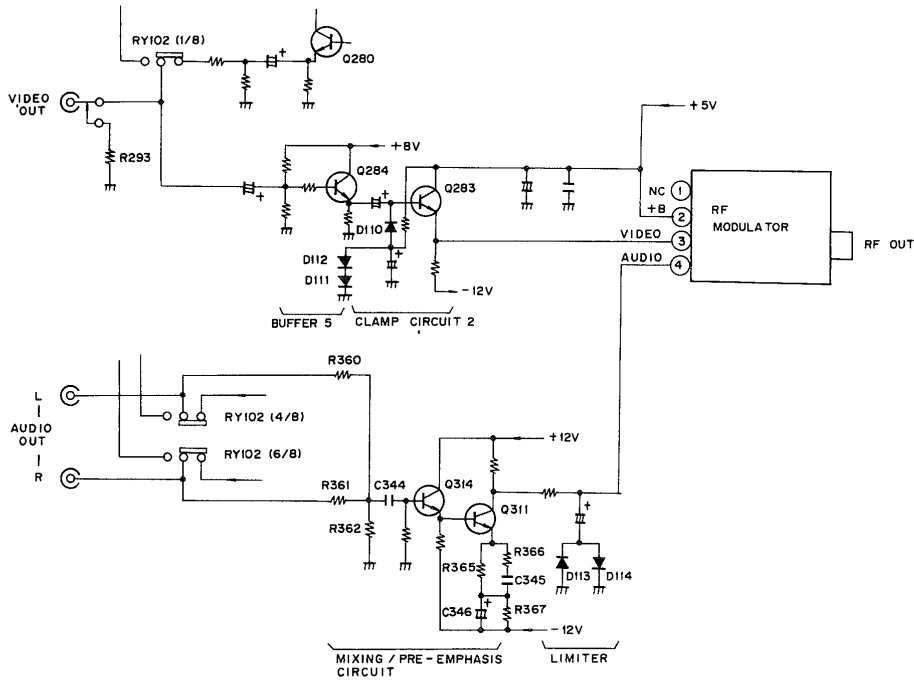 RY102 (1/8)
Q280
VIDEO
OUT
R293
+5V
+8V
Q284
Q283
D110
D112
D111
-12V
BUFFER 5
CLAMP CIRCUIT 2
NC 1
+B 2
VIDEO 3
AUDIO 4
RF
MODULATOR
RF OUT
R360
L
AUDIO
OUT
R
RY102 (4/8)
RY102 (6/8)
R361
C344
R362
+12V
Q314
Q311
R365
R366
C345
C346
R367
D113
D114
-12V
MIXING / PRE-EMPHASIS
CIRCUIT
LIMITER